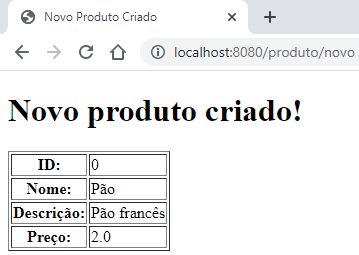 Novo Produto Criado
localhost:8080/produto/novo
Novo produto criado!
ID: 0
Nome: Pão
Descrição: Pão francês
Preço: 2.0